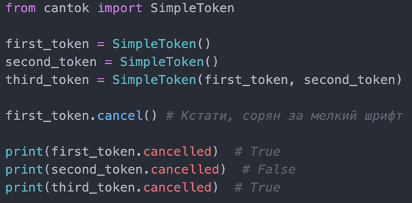 from cantok import SimpleToken
first_token = SimpleToken()
second_token = SimpleToken()
third_token = SimpleToken(first_token, second_token)
first_token.cancel() # Кстати, сорян за мелкий шрифт
print(first_token.cancelled)  # True
print(second_token.cancelled)  # False
print(third_token.cancelled)  # True